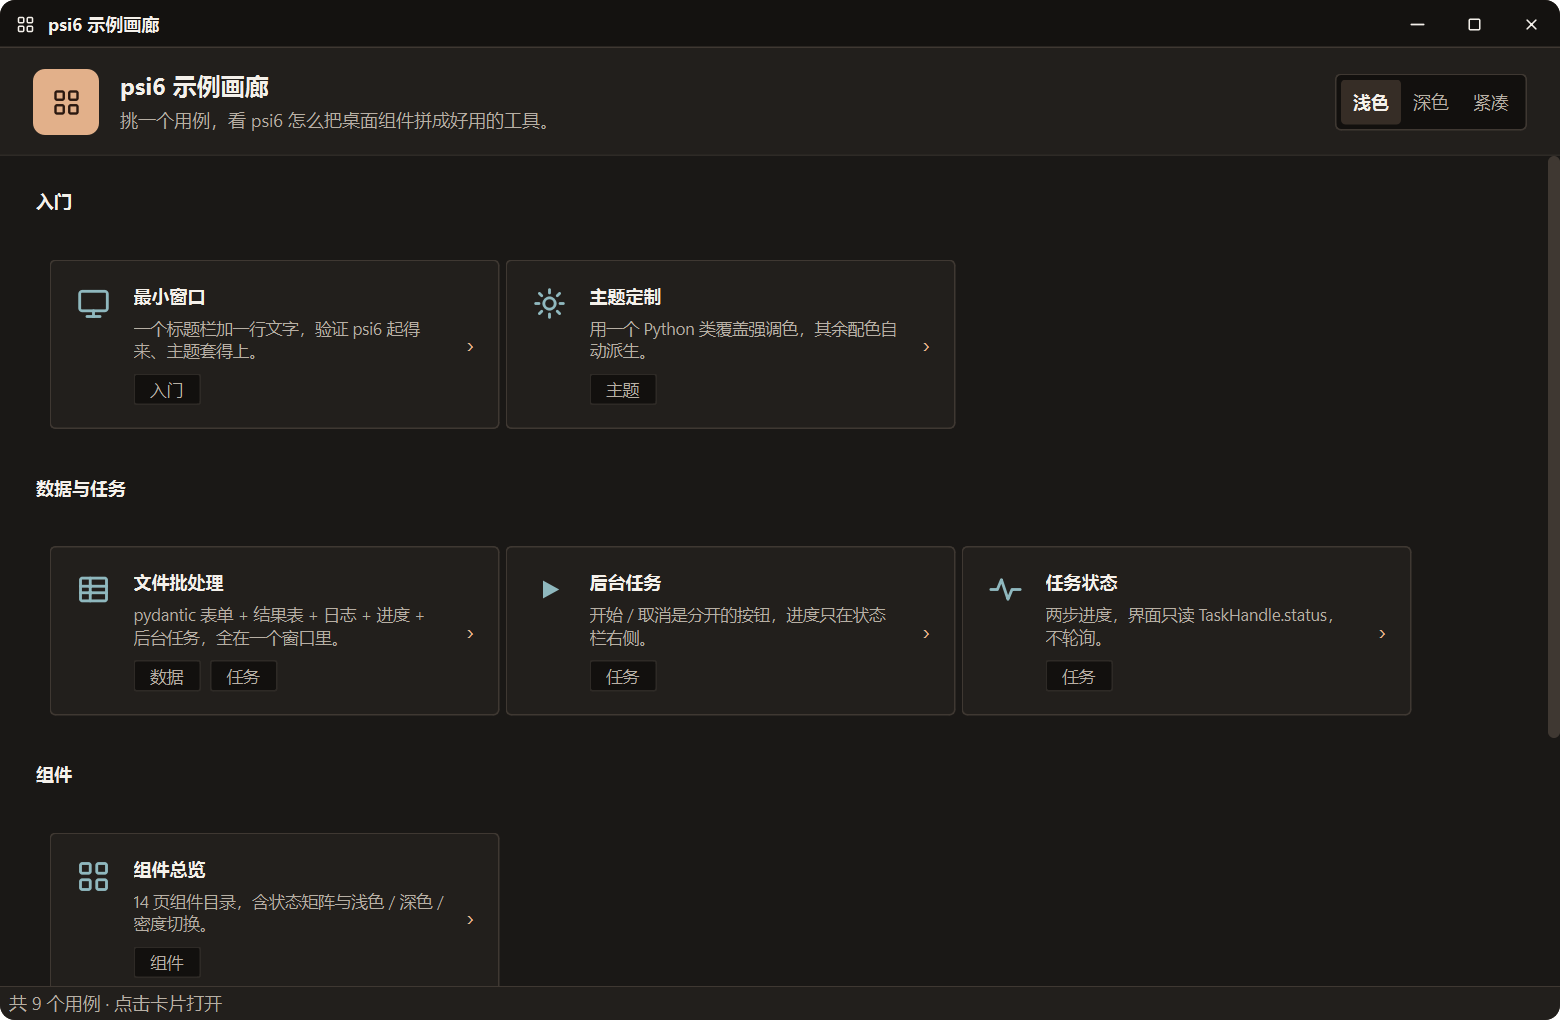 psi6 示例画廊
psi6 示例画廊
挑一个用例，看 psi6 怎么把桌面组件拼成好用的工具。
浅色 深色 紧凑
入门
最小窗口
一个标题栏加一行文字，验证 psi6 起得
来、主题套得上。
入门
主题定制
用一个 Python 类覆盖强调色，其余配色自
动派生。
主题
数据与任务
文件批处理
pydantic 表单 + 结果表 + 日志 + 进度 +
后台任务，全在一个窗口里。
数据 任务
后台任务
开始 / 取消是分开的按钮，进度只在状态
栏右侧。
任务
任务状态
两步进度，界面只读 TaskHandle.status，
不轮询。
任务
组件
组件总览
14 页组件目录，含状态矩阵与浅色 / 深色 /
密度切换。
组件
共 9 个用例 · 点击卡片打开